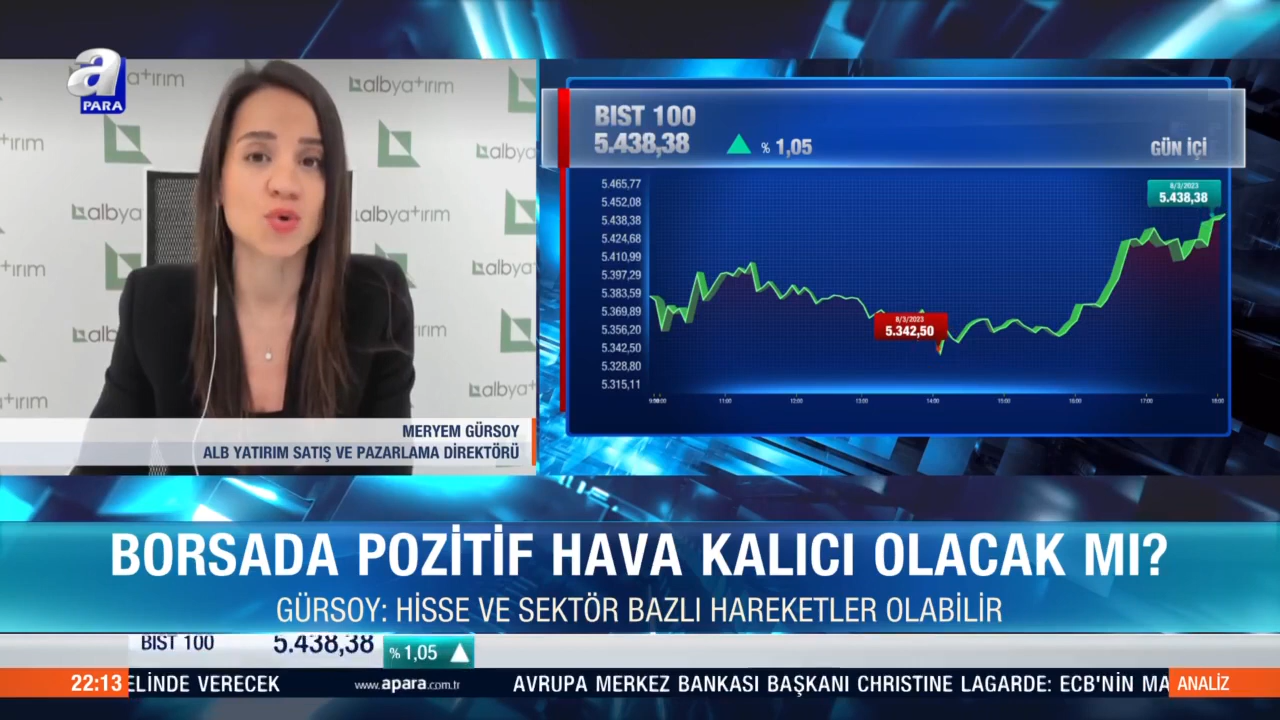 a
PARA
albyatırım
BIST 100
5.438,38
% 1,05
GÜN İÇİ
5.465,77
5.452,08
5.438,38
5.424,68
5.410,99
5.397,29
5.383,59
5.369,89
5.356,20
5.342,50
5.328,80
5.315,11
8/3/2023
5.438,38
8/3/2023
5.342,50
11:00
12:00
13:00
14:00
15:00
16:00
17:00
18:00
MERYEM GÜRSOY
ALB YATIRIM SATIŞ VE PAZARLAMA DİREKTÖRÜ
BORSADA POZİTİF HAVA KALICI OLACAK MI?
GÜRSOY: HİSSE VE SEKTÖR BAZLI HAREKETLER OLABİLİR
BIST 100 5.438,38 % 1,05
22:13 ELİNDE VERECEK www.apara.com.tr AVRUPA MERKEZ BANKASI BAŞKANI CHRISTINE LAGARDE: ECB'NİN MA ANALİZ